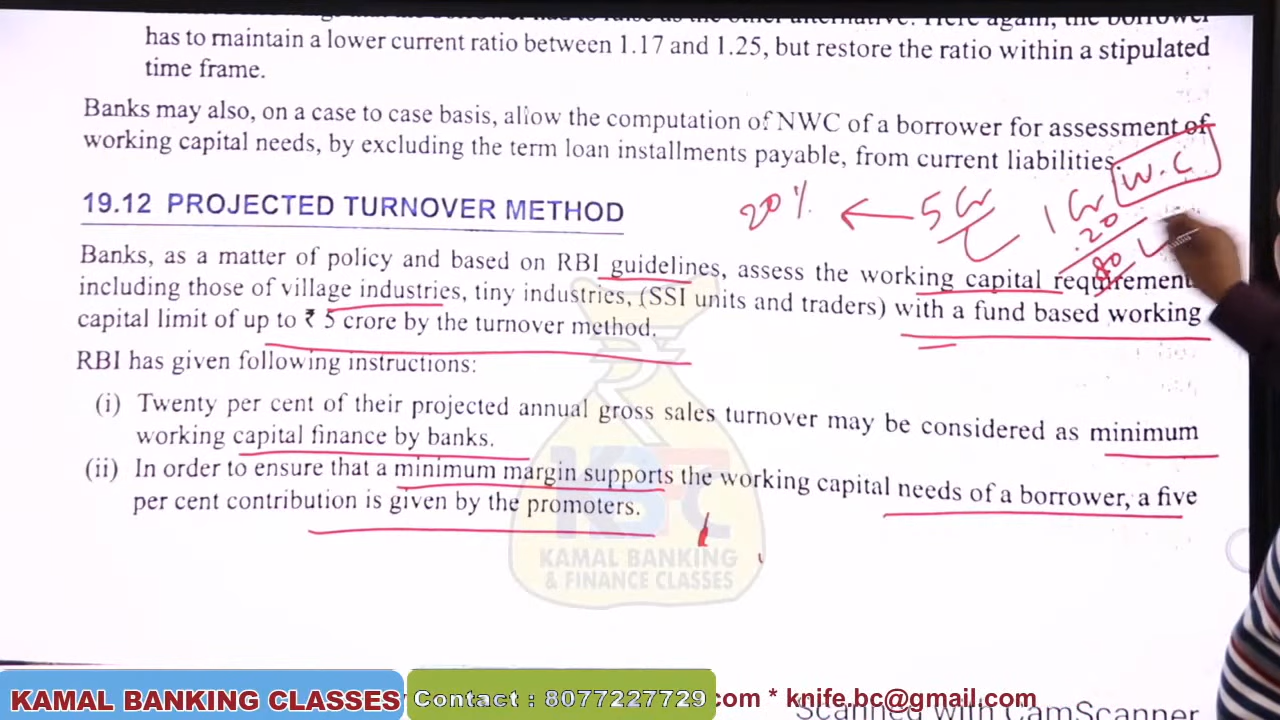 has to maintain a lower current ratio between 1.17 and 1.25, but restore the ratio within a stipulated
time frame.
Banks may also, on a case to case basis, allow the computation of NWC of a borrower for assessment of
working capital needs, by excluding the term loan installments payable, from current liabilities.
W.C
20% 5 Cr 1 Cr
.20
80 L
19.12 PROJECTED TURNOVER METHOD
Banks, as a matter of policy and based on RBI guidelines, assess the working capital requirement
including those of village industries, tiny industries, (SSI units and traders) with a fund based working
capital limit of up to ₹ 5 crore by the turnover method.
RBI has given following instructions:
(i) Twenty per cent of their projected annual gross sales turnover may be considered as minimum
working capital finance by banks.
(ii) In order to ensure that a minimum margin supports the working capital needs of a borrower, a five
per cent contribution is given by the promoters.
KAMAL BANKING
& FINANCE CLASSES
KAMAL BANKING CLASSES Contact : 8077227729 com * knife.bc@gmail.com
Scanned with CamScanner